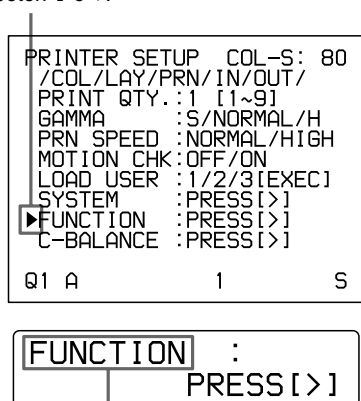 PRINTER SETUP COL-S: 80
/COL/LAY/PRN/IN/OUT/
PRINT QTY.:1 [1~9]
GAMMA :S/NORMAL/H
PRN SPEED :NORMAL/HIGH
MOTION CHK:OFF/ON
LOAD USER :1/2/3[EXEC]
SYSTEM :PRESS[>]
▶FUNCTION :PRESS[>]
C-BALANCE :PRESS[>]
Q1 A 1 S
FUNCTION :
PRESS[>]